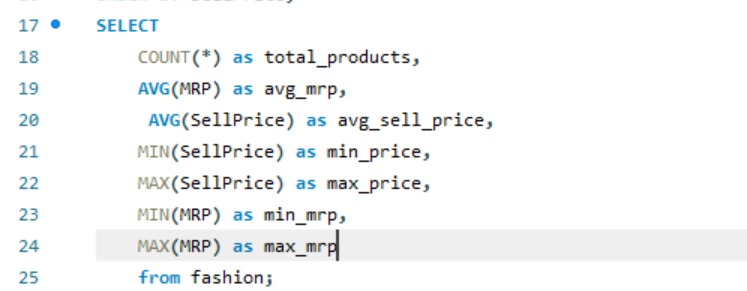 17 SELECT
18 COUNT(*) as total_products,
19 AVG(MRP) as avg_mrp,
20 AVG(SellPrice) as avg_sell_price,
21 MIN(SellPrice) as min_price,
22 MAX(SellPrice) as max_price,
23 MIN(MRP) as min_mrp,
24 MAX(MRP) as max_mrp
25 from fashion;